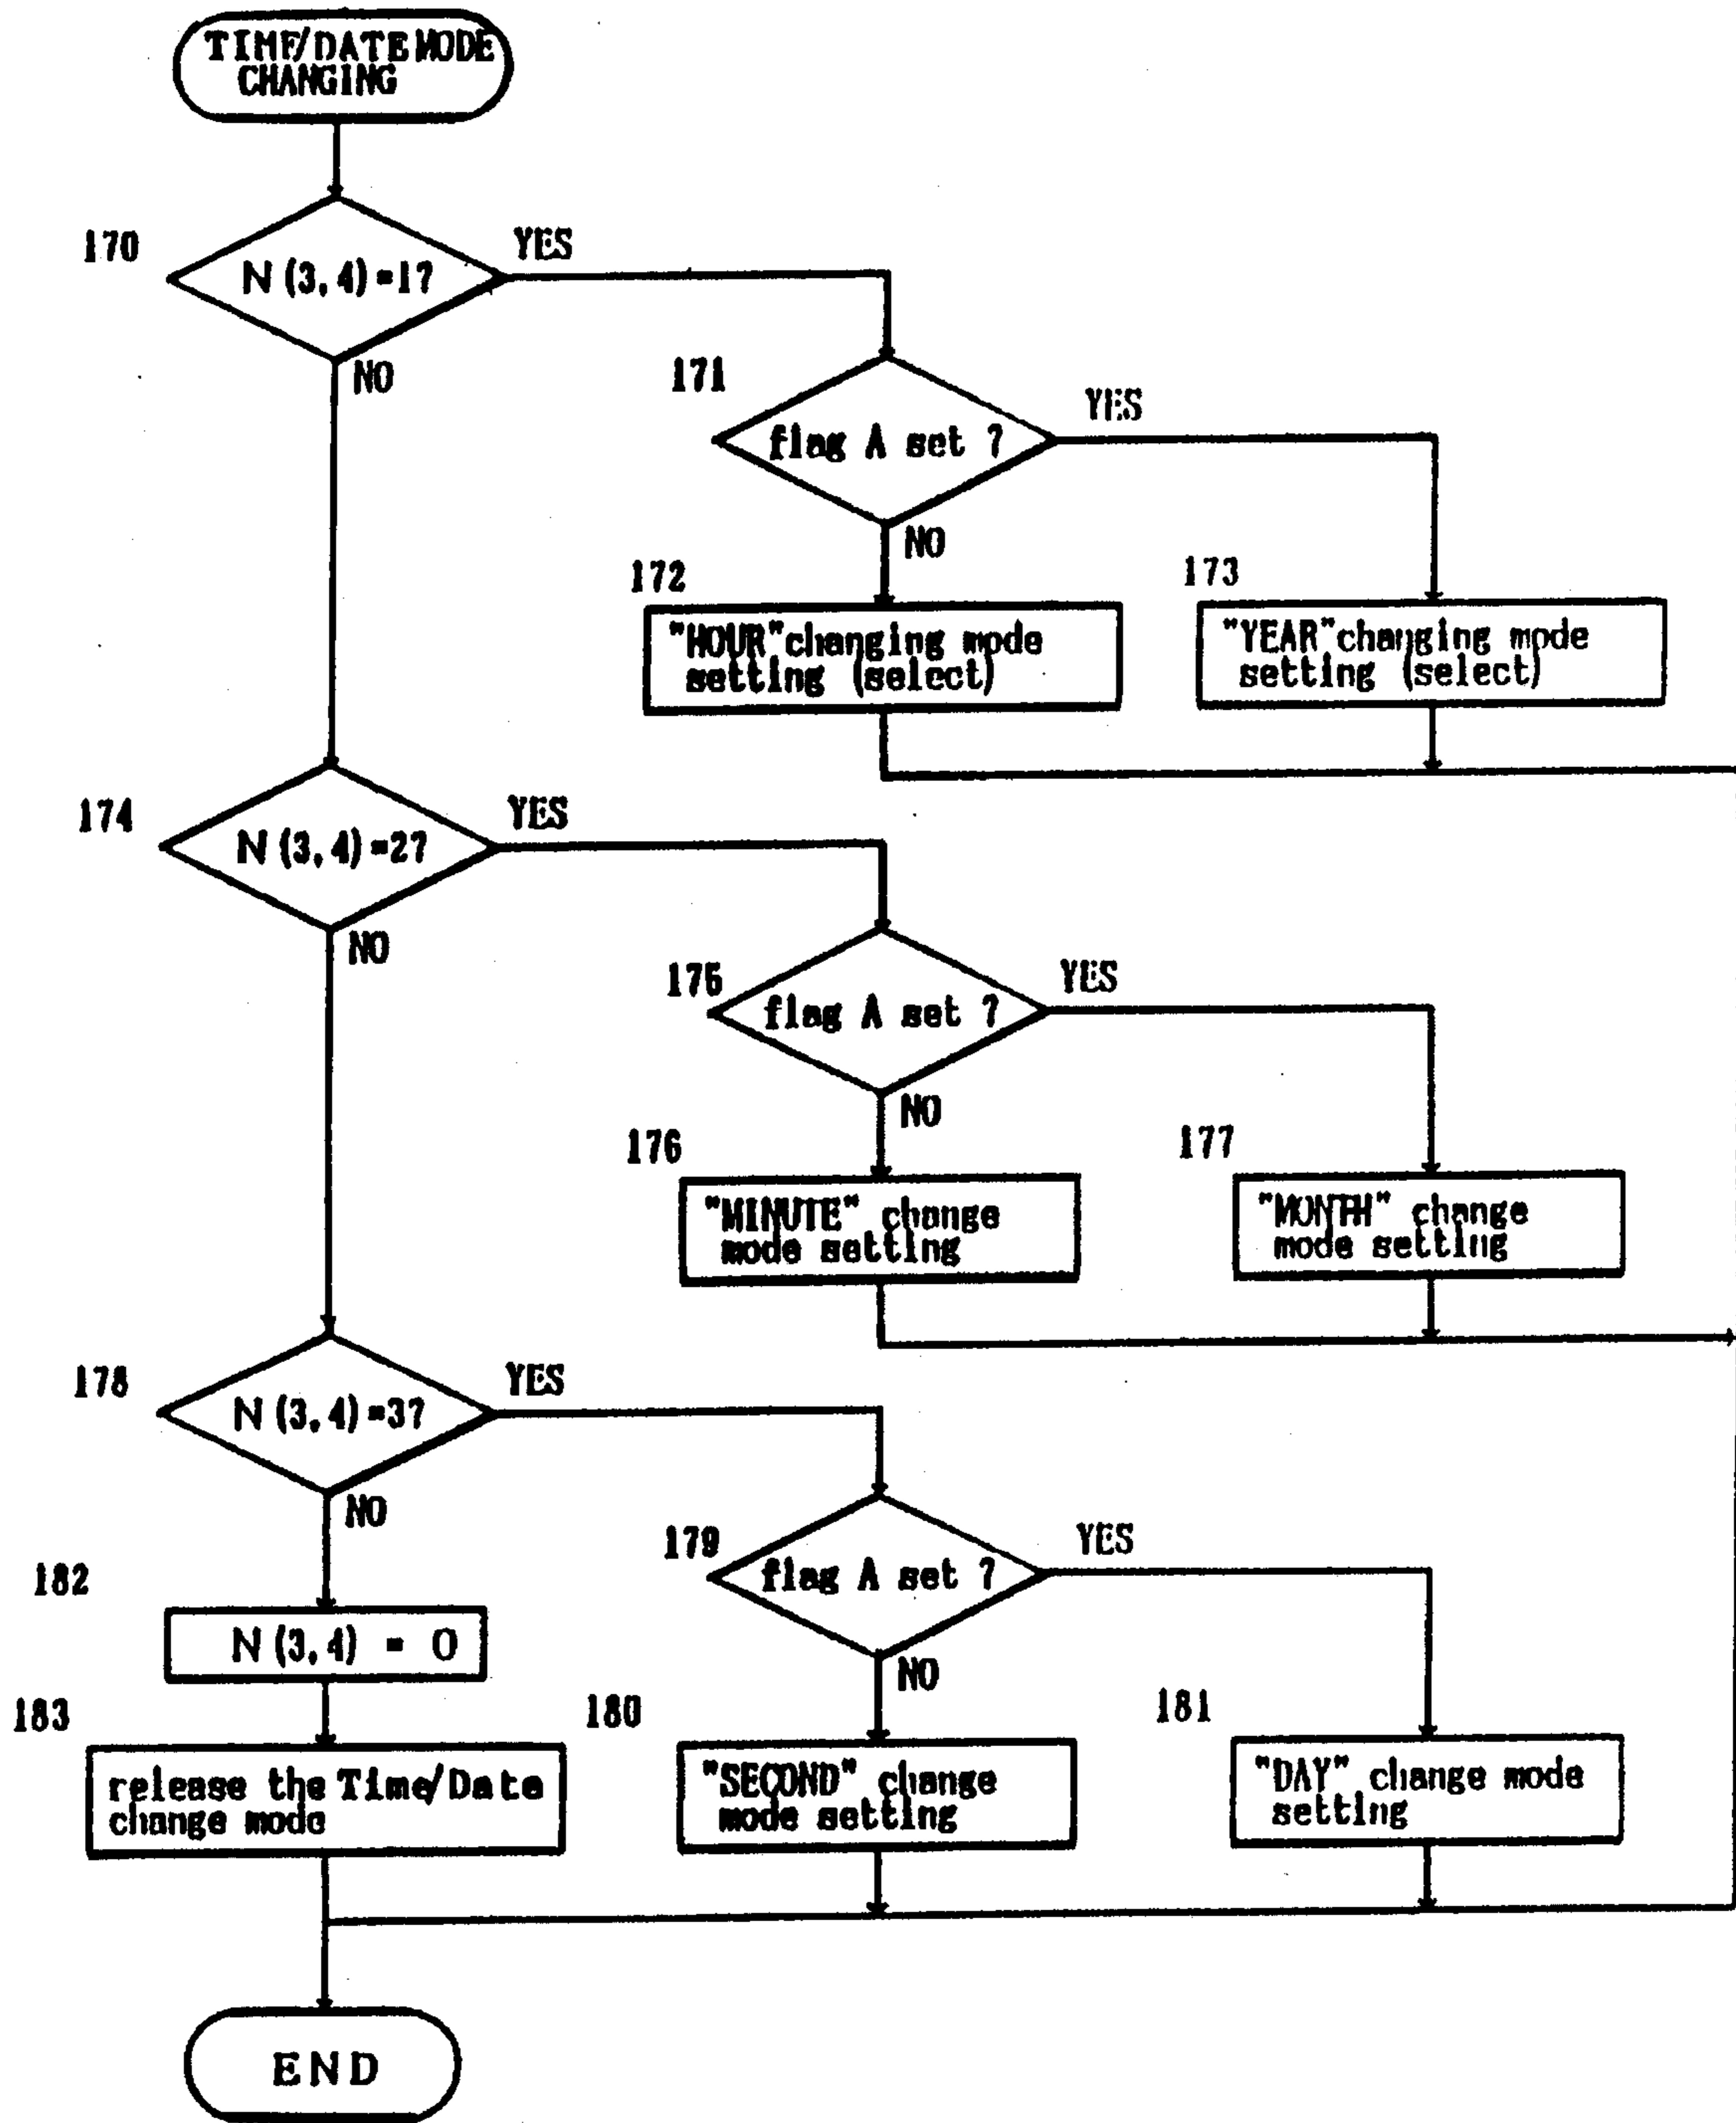 TIME/DATE MODE
CHANGING
170
N (3, 4) = 1?
YES
NO
171
flag A set ?
YES
NO
172
"HOUR" changing mode
setting (select)
173
"YEAR" changing mode
setting (select)
174
N (3, 4) = 2?
YES
NO
175
flag A set ?
YES
NO
176
"MINUTE" change
mode setting
177
"MONTH" change
mode setting
178
N (3, 4) = 3?
YES
NO
179
flag A set ?
YES
NO
182
N (3, 4) = 0
183
release the Time/Date
change mode
180
"SECOND" change
mode setting
181
"DAY" change mode
setting
END